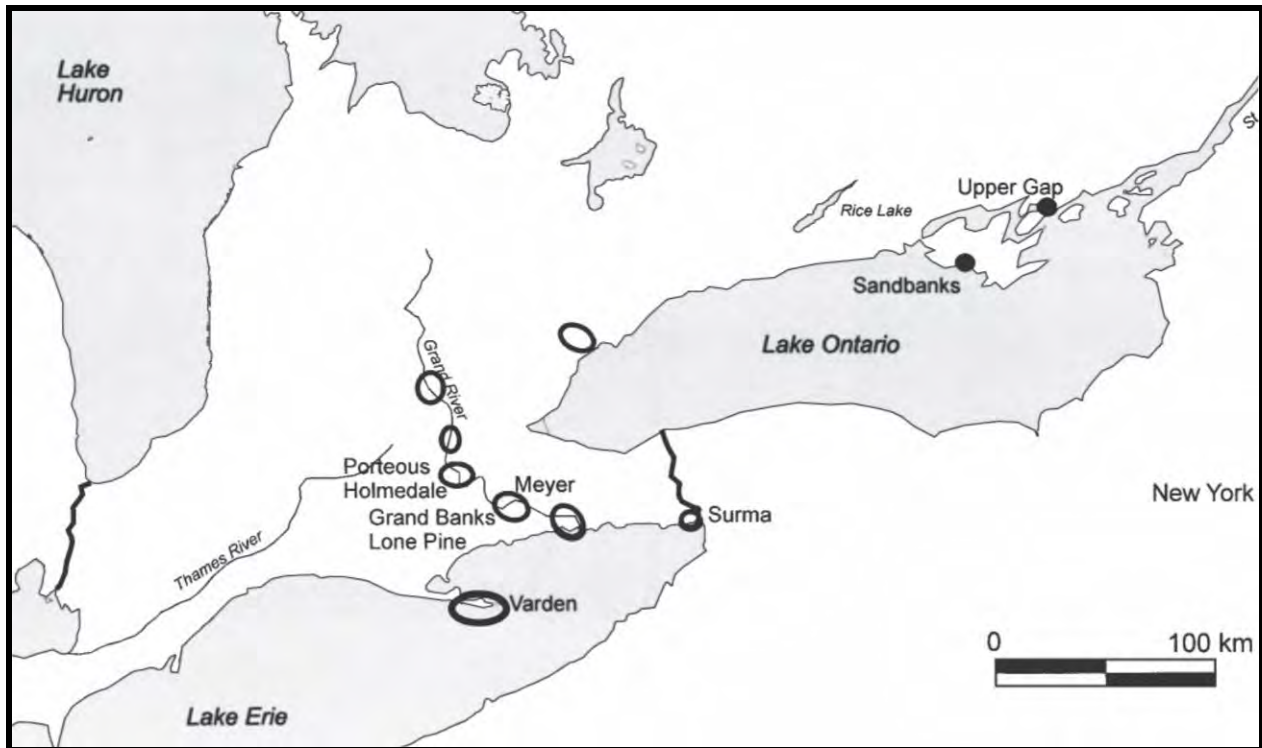 Lake
Huron
Upper Gap
Rice Lake
Sandbanks
Lake Ontario
Grand River
Porteous
Holmedale
Meyer
Grand Banks
Lone Pine
New York
Surma
Thames River
Varden
0 100 km
Lake Erie